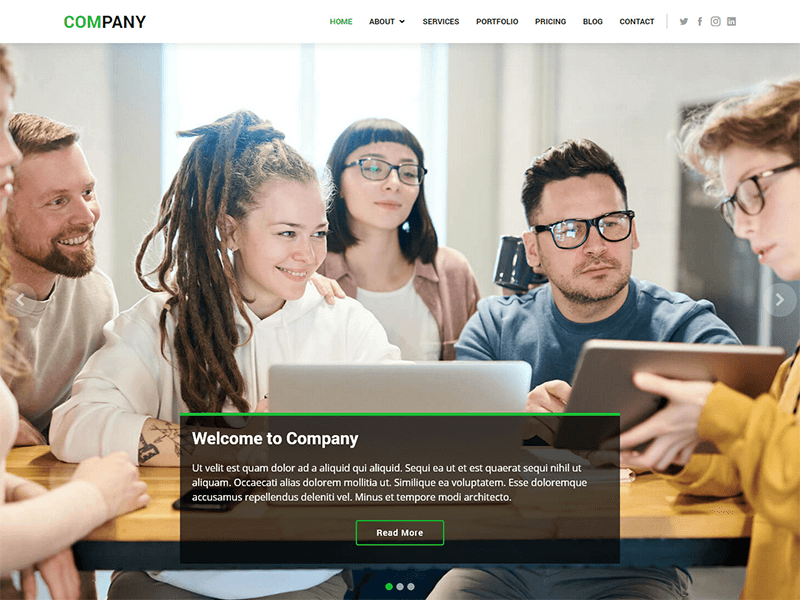 COMPANY
HOME ABOUT SERVICES PORTFOLIO PRICING BLOG CONTACT
Welcome to Company
Ut velit est quam dolor ad a aliquid qui aliquid. Sequi ea ut et est quaerat sequi nihil ut
aliquam. Occaecati alias dolorem mollitia ut. Similique ea voluptatem. Esse doloremque
accusamus repellendus deleniti vel. Minus et tempore modi architecto.
Read More